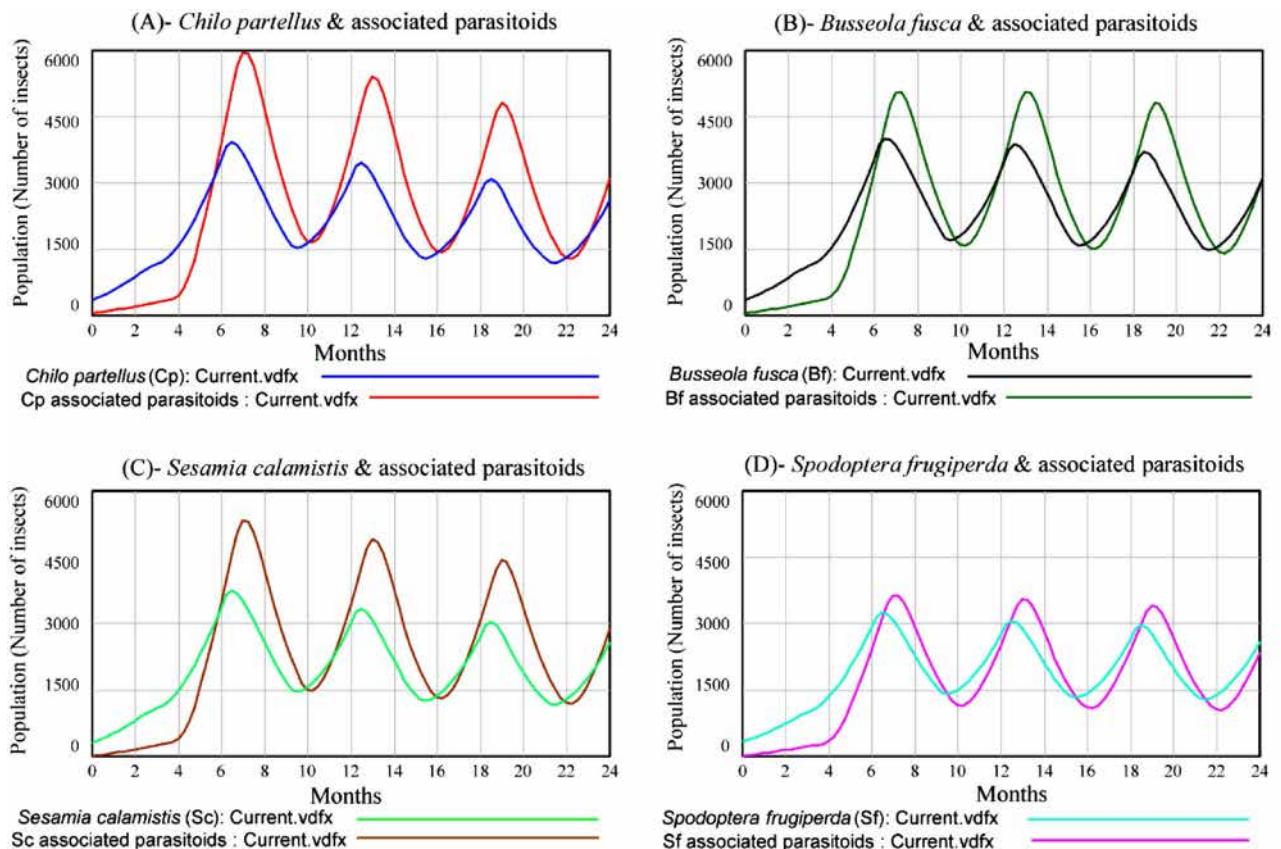 (A)- Chilo partellus & associated parasitoids
Population (Number of insects)
6000
4500
3000
1500
0
0 2 4 6 8 10 12 14 16 18 20 22 24
Months
Chilo partellus (Cp): Current.vdfx
Cp associated parasitoids : Current.vdfx
(B)- Busseola fusca & associated parasitoids
Population (Number of insects)
6000
4500
3000
1500
0
0 2 4 6 8 10 12 14 16 18 20 22 24
Months
Busseola fusca (Bf): Current.vdfx
Bf associated parasitoids : Current.vdfx
(C)- Sesamia calamistis & associated parasitoids
Population (Number of insects)
6000
4500
3000
1500
0
0 2 4 6 8 10 12 14 16 18 20 22 24
Months
Sesamia calamistis (Sc): Current.vdfx
Sc associated parasitoids : Current.vdfx
(D)- Spodoptera frugiperda & associated parasitoids
Population (Number of insects)
6000
4500
3000
1500
0
0 2 4 6 8 10 12 14 16 18 20 22 24
Months
Spodoptera frugiperda (Sf): Current.vdfx
Sf associated parasitoids : Current.vdfx